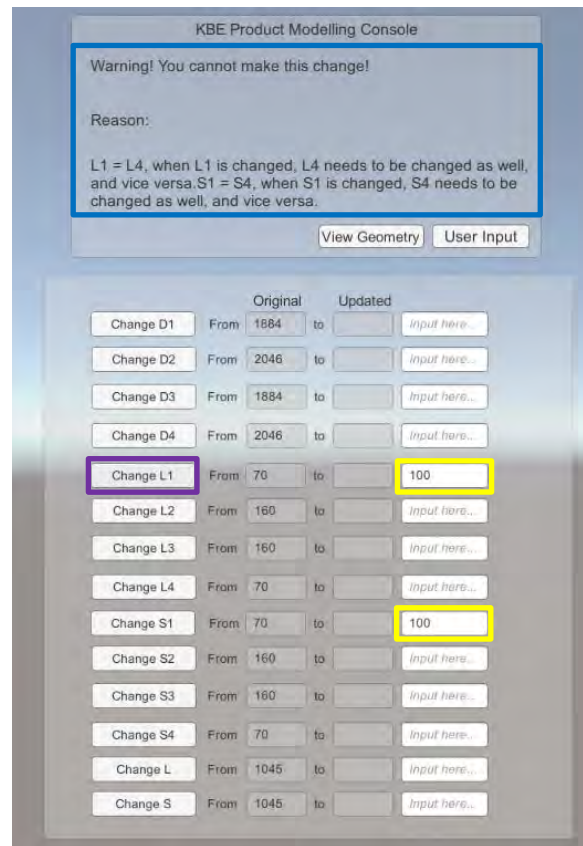 KBE Product Modelling Console
Warning! You cannot make this change!
Reason:
L1 = L4, when L1 is changed, L4 needs to be changed as well,
and vice versa.S1 = S4, when S1 is changed, S4 needs to be
changed as well, and vice versa.
View Geometry User Input
Original Updated
Change D1 From 1884 to Input here...
Change D2 From 2046 to Input here...
Change D3 From 1884 to Input here...
Change D4 From 2046 to Input here...
Change L1 From 70 to 100
Change L2 From 160 to Input here...
Change L3 From 160 to Input here...
Change L4 From 70 to Input here...
Change S1 From 70 to 100
Change S2 From 160 to Input here...
Change S3 From 160 to Input here...
Change S4 From 70 to Input here...
Change L From 1045 to Input here...
Change S From 1045 to Input here...